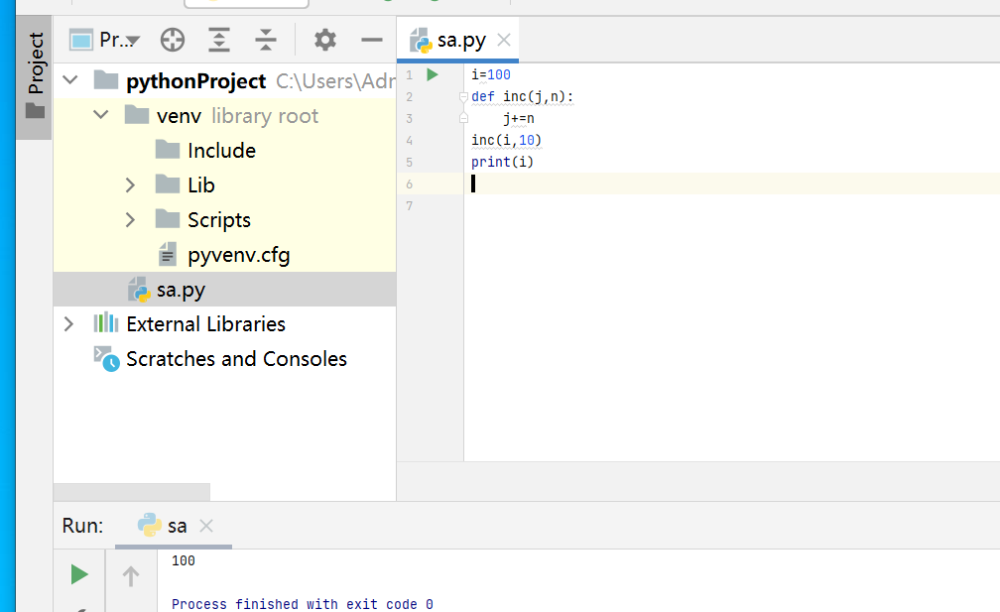 Project
Pr...
sa.py
pythonProject C:\Users\Adr
venv library root
Include
Lib
Scripts
pyvenv.cfg
sa.py
External Libraries
Scratches and Consoles
1 i=100
2 def inc(j,n):
3 j+=n
4 inc(i,10)
5 print(i)
6
7
Run: sa
100
Process finished with exit code 0